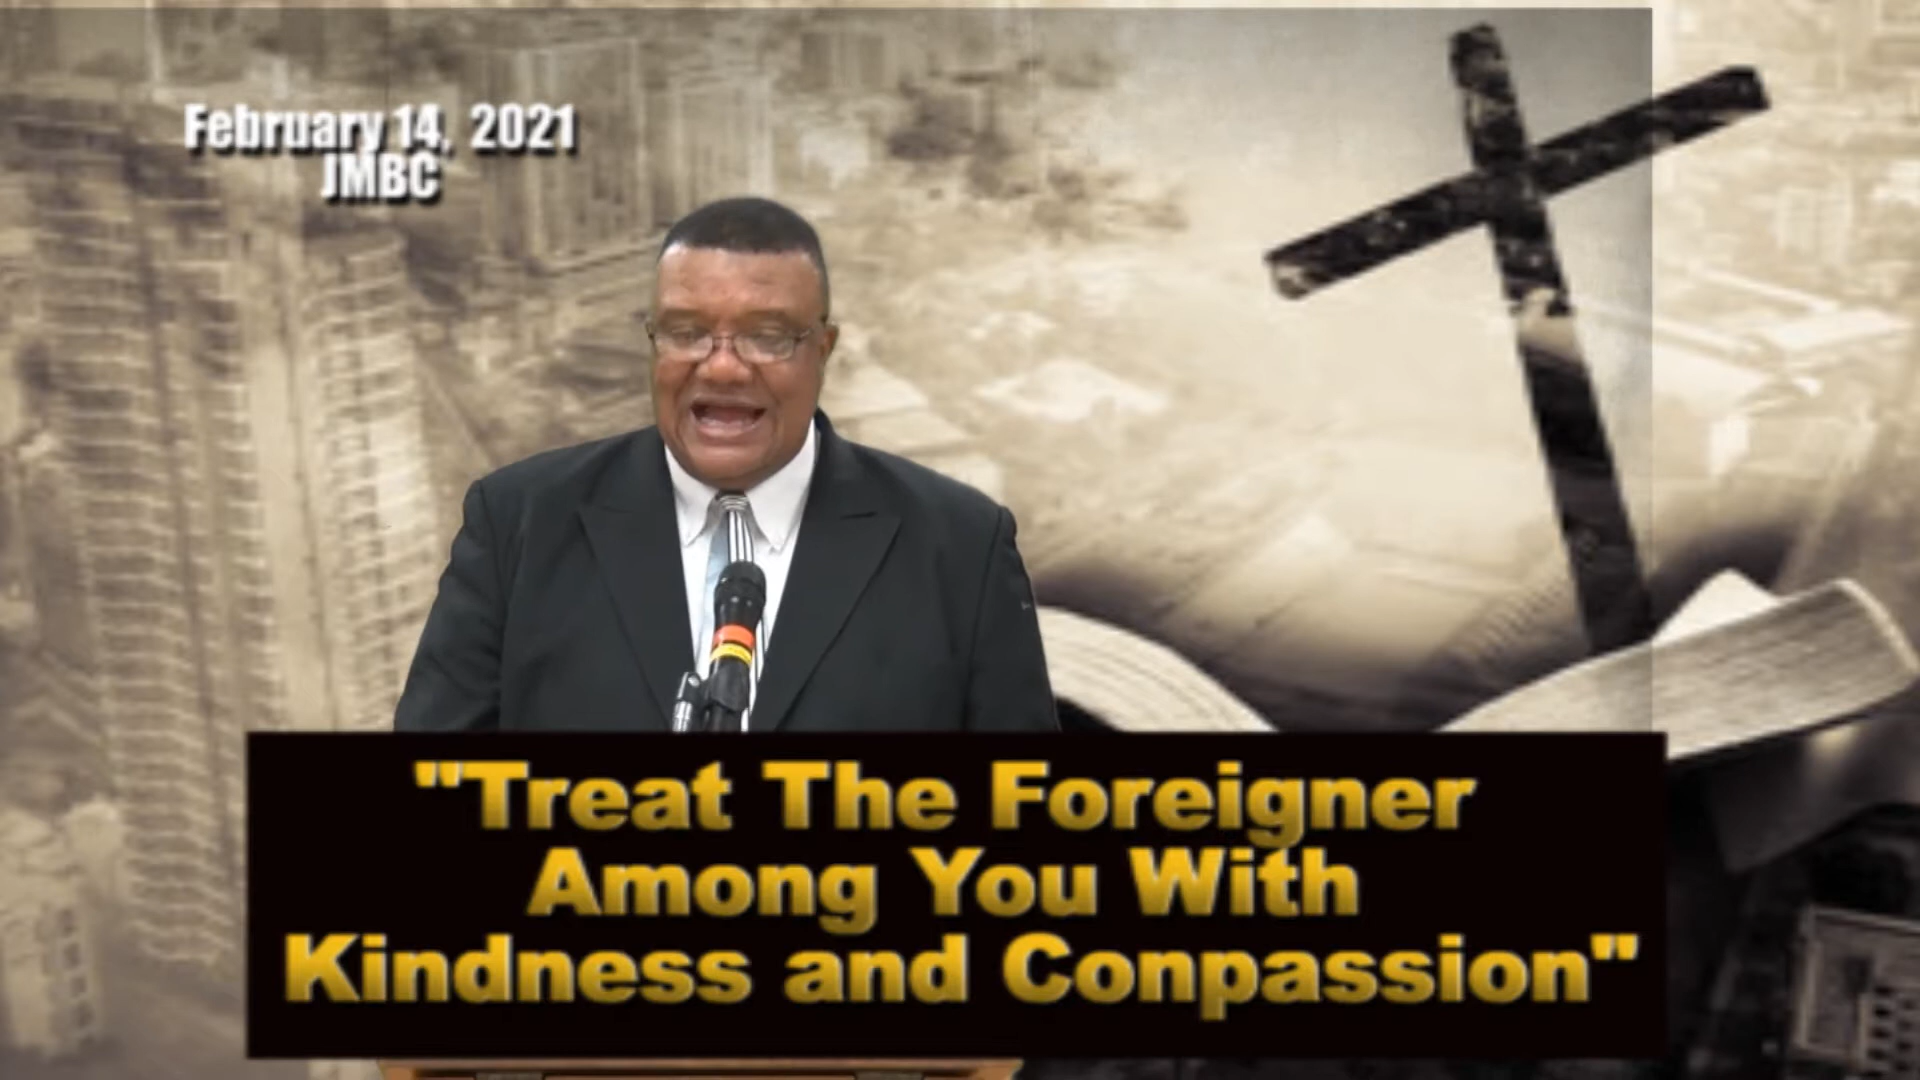 February 14, 2021
JMBC
"Treat The Foreigner
Among You With
Kindness and Conpassion"